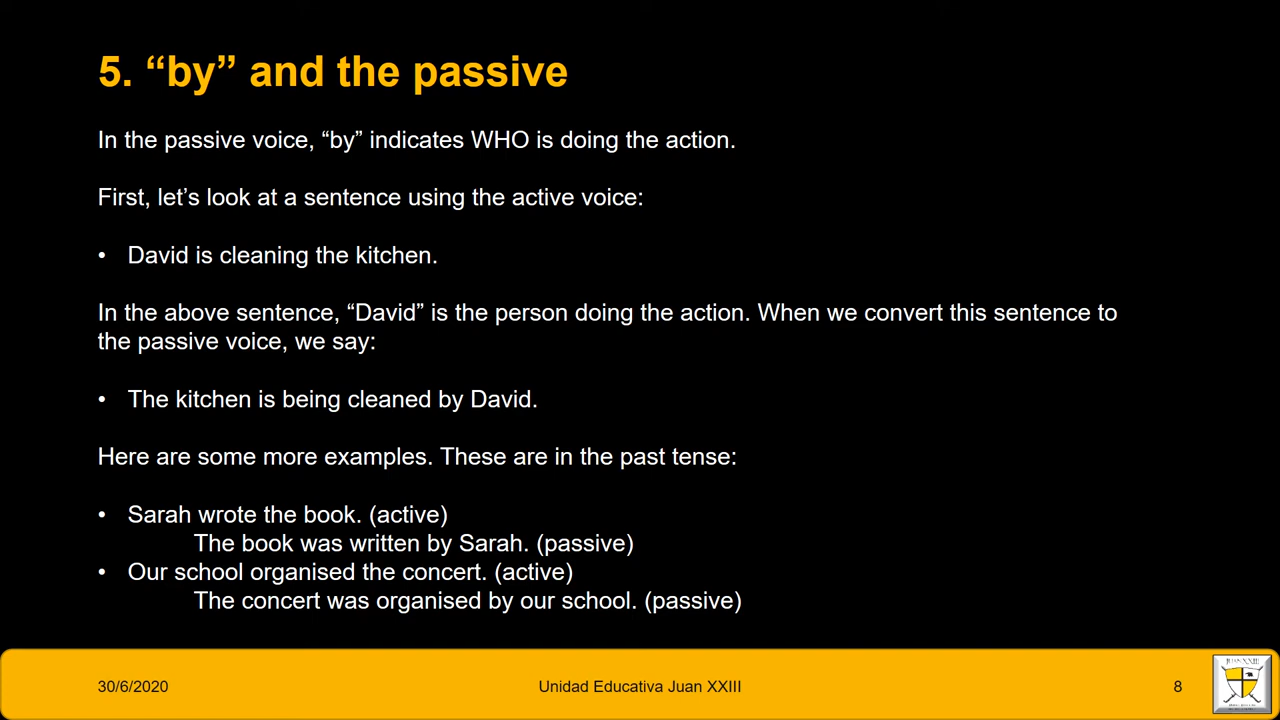 5. “by” and the passive
In the passive voice, “by” indicates WHO is doing the action.
First, let’s look at a sentence using the active voice:
• David is cleaning the kitchen.
In the above sentence, “David” is the person doing the action. When we convert this sentence to
the passive voice, we say:
• The kitchen is being cleaned by David.
Here are some more examples. These are in the past tense:
• Sarah wrote the book. (active)
The book was written by Sarah. (passive)
• Our school organised the concert. (active)
The concert was organised by our school. (passive)
30/6/2020
Unidad Educativa Juan XXIII
8
JUAN XXIII